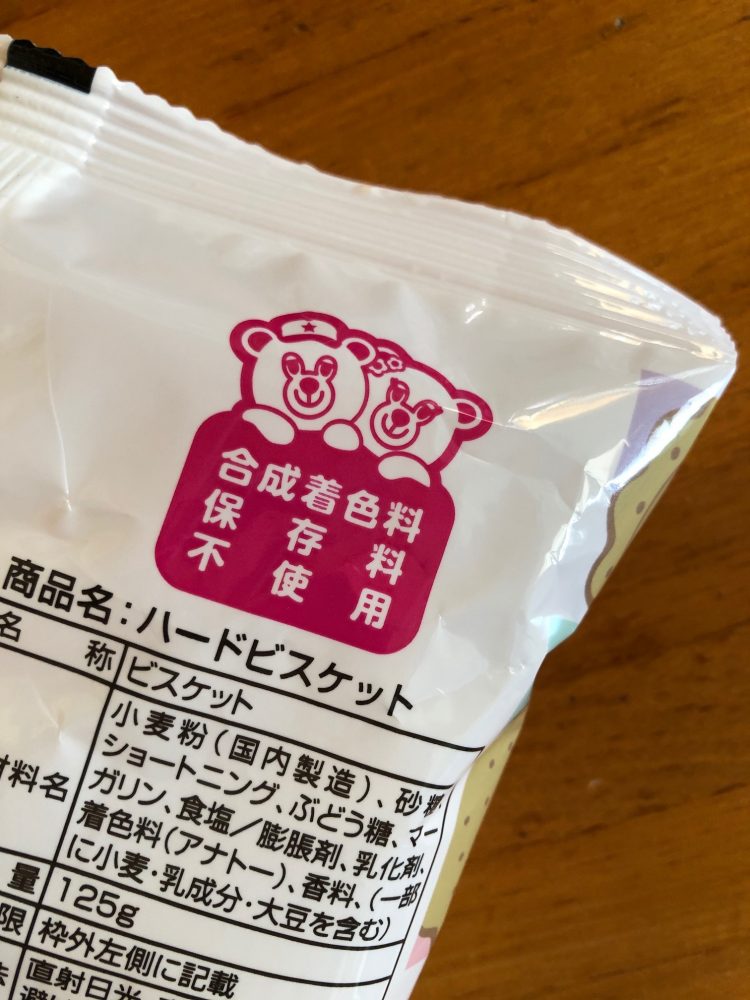 合成着色料
保存料
不使用
商品名:ハードビスケット
名称 ビスケット
材料名 小麦粉(国内製造)、砂糖、
ショートニング、ぶどう糖、マー
ガリン、食塩/膨脹剤、乳化剤、
着色料(アナトー)、香料、(一部
に小麦・乳成分・大豆を含む)
量 125g
限 枠外左側に記載
直射日光